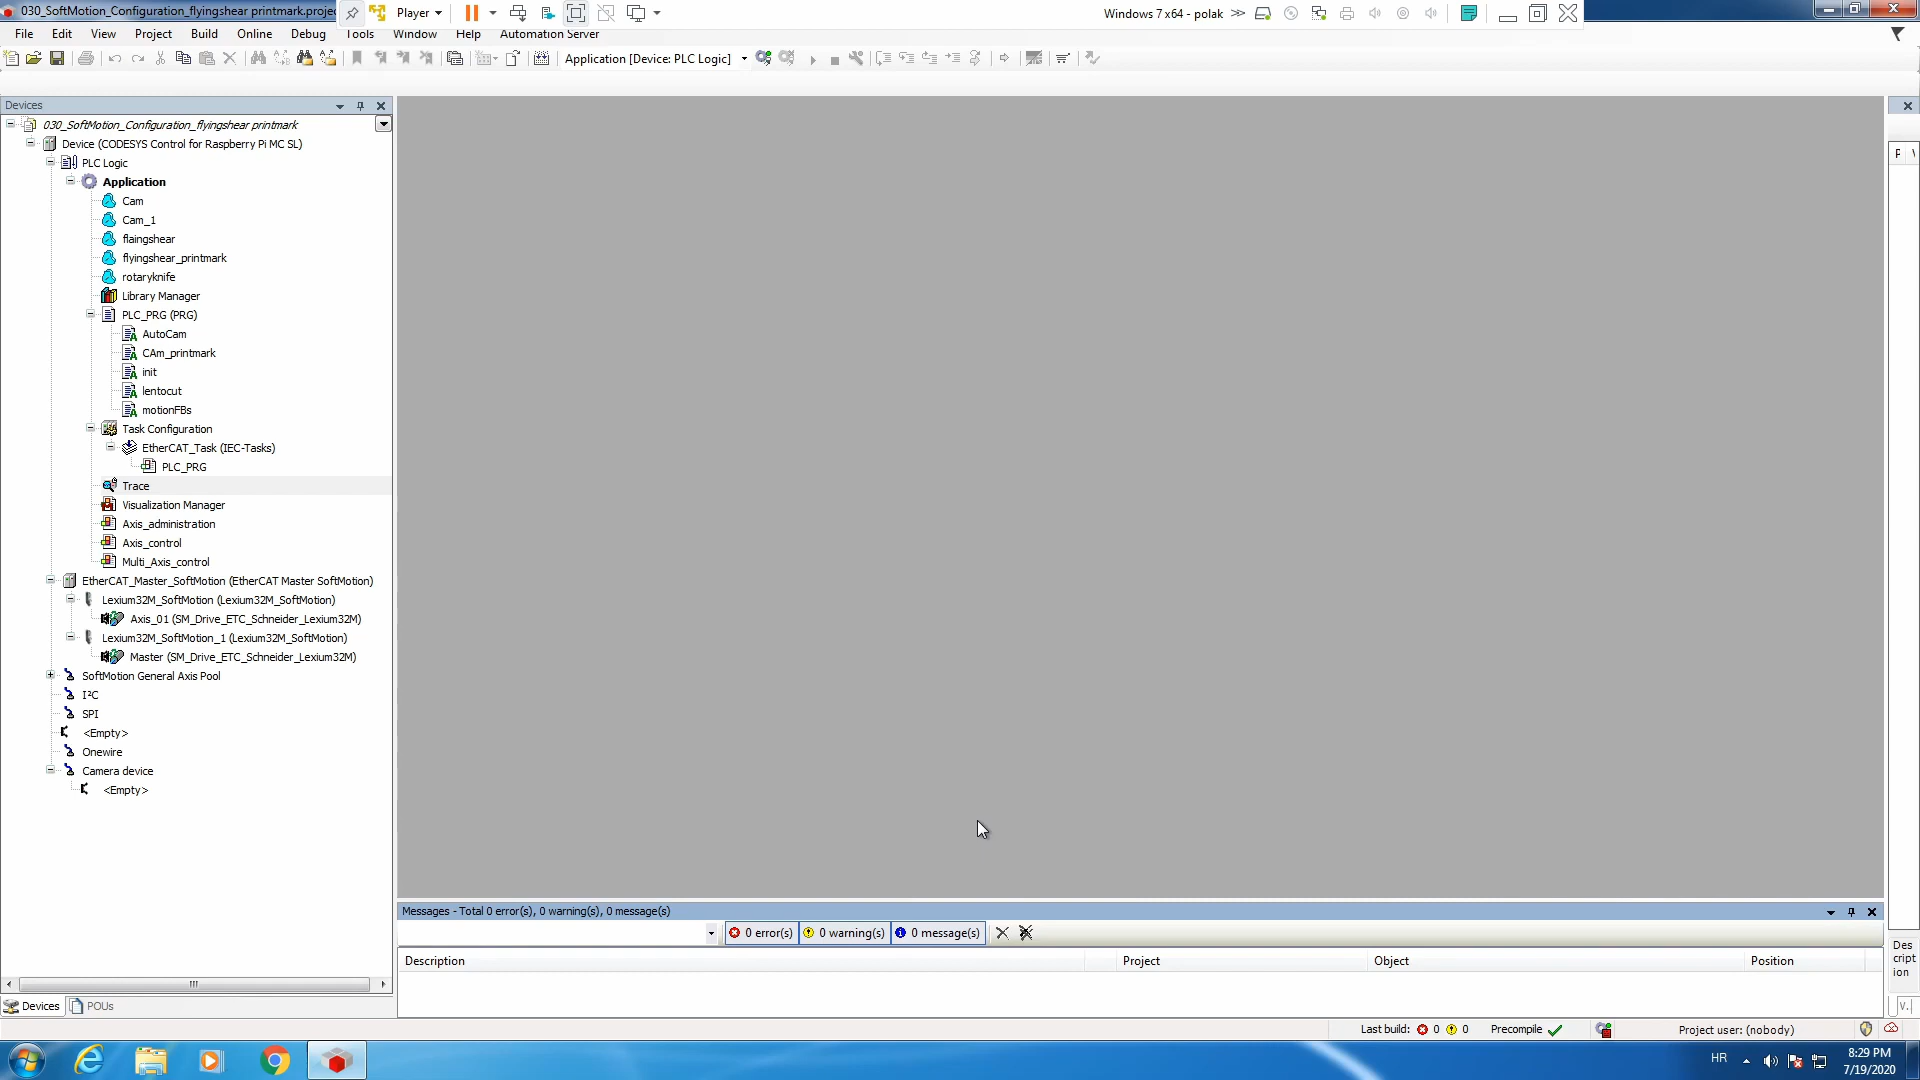 030_SoftMotion_Configuration_flyingshear printmark.projec
Player
Windows 7 x64 - polak
File Edit View Project Build Online Debug Tools Window Help Automation Server
Application [Device: PLC Logic]
Devices
030_SoftMotion_Configuration_flyingshear printmark
Device (CODESYS Control for Raspberry Pi MC SL)
PLC Logic
Application
Cam
Cam_1
flaingshear
flyingshear_printmark
rotaryknife
Library Manager
PLC_PRG (PRG)
AutoCam
CAm_printmark
init
lentocut
motionFBs
Task Configuration
EtherCAT_Task (IEC-Tasks)
PLC_PRG
Trace
Visualization Manager
Axis_administration
Axis_control
Multi_Axis_control
EtherCAT_Master_SoftMotion (EtherCAT Master SoftMotion)
Lexium32M_SoftMotion (Lexium32M_SoftMotion)
Axis_01 (SM_Drive_ETC_Schneider_Lexium32M)
Lexium32M_SoftMotion_1 (Lexium32M_SoftMotion)
Master (SM_Drive_ETC_Schneider_Lexium32M)
SoftMotion General Axis Pool
I²C
SPI
<Empty>
Onewire
Camera device
<Empty>
Devices POUs
Messages - Total 0 error(s), 0 warning(s), 0 message(s)
0 error(s) 0 warning(s) 0 message(s)
Description Project Object Position
Des
cript
ion
V.
Last build: 0 0 Precompile Project user: (nobody)
HR
8:29 PM
7/19/2020